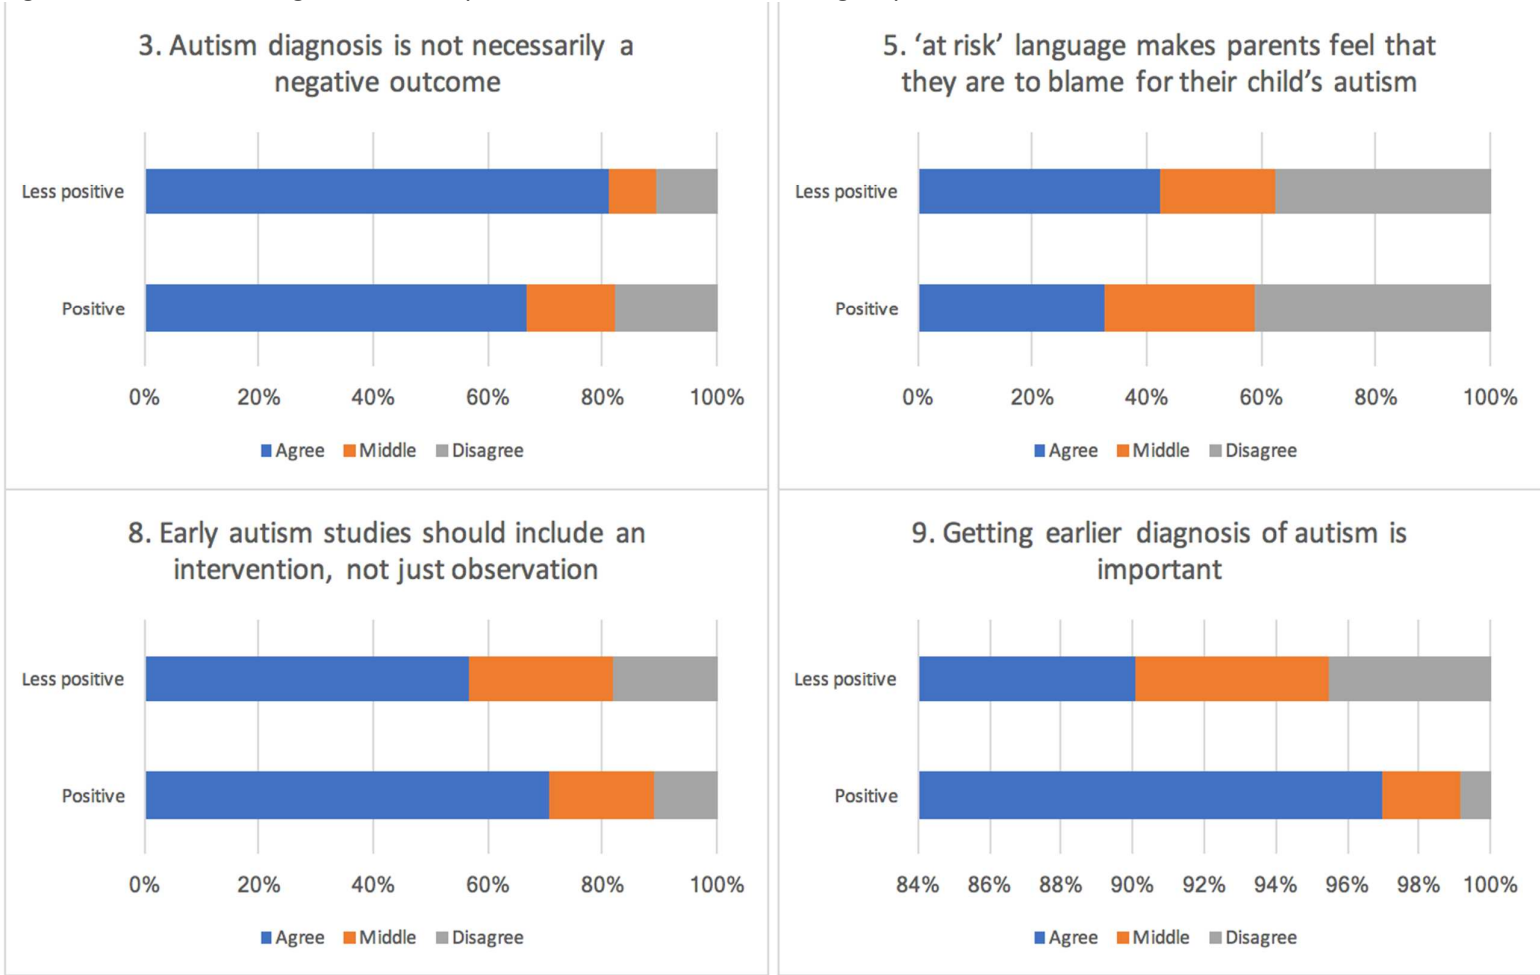 3. Autism diagnosis is not necessarily a
negative outcome
Less positive
Positive
0% 20% 40% 60% 80% 100%
Agree Middle Disagree
5. ‘at risk’ language makes parents feel that
they are to blame for their child’s autism
Less positive
Positive
0% 20% 40% 60% 80% 100%
Agree Middle Disagree
8. Early autism studies should include an
intervention, not just observation
Less positive
Positive
0% 20% 40% 60% 80% 100%
Agree Middle Disagree
9. Getting earlier diagnosis of autism is
important
Less positive
Positive
84% 86% 88% 90% 92% 94% 96% 98% 100%
Agree Middle Disagree